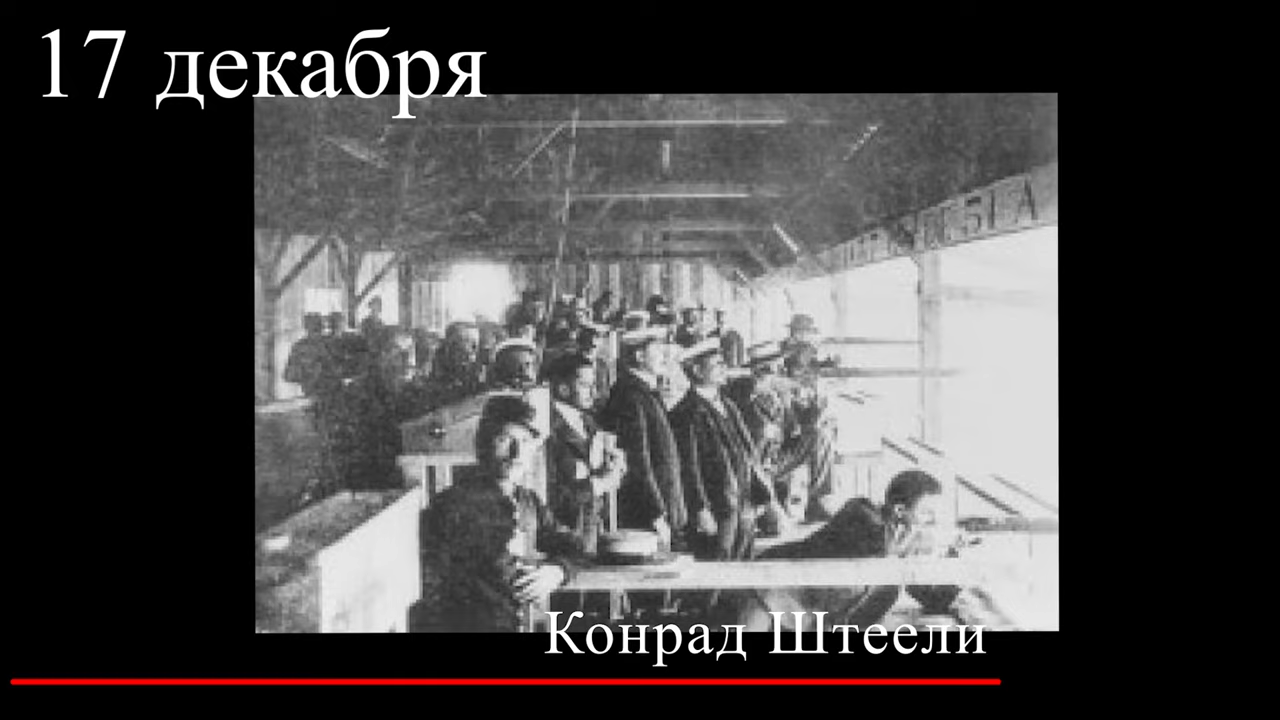 17 декабря
Конрад Штеели